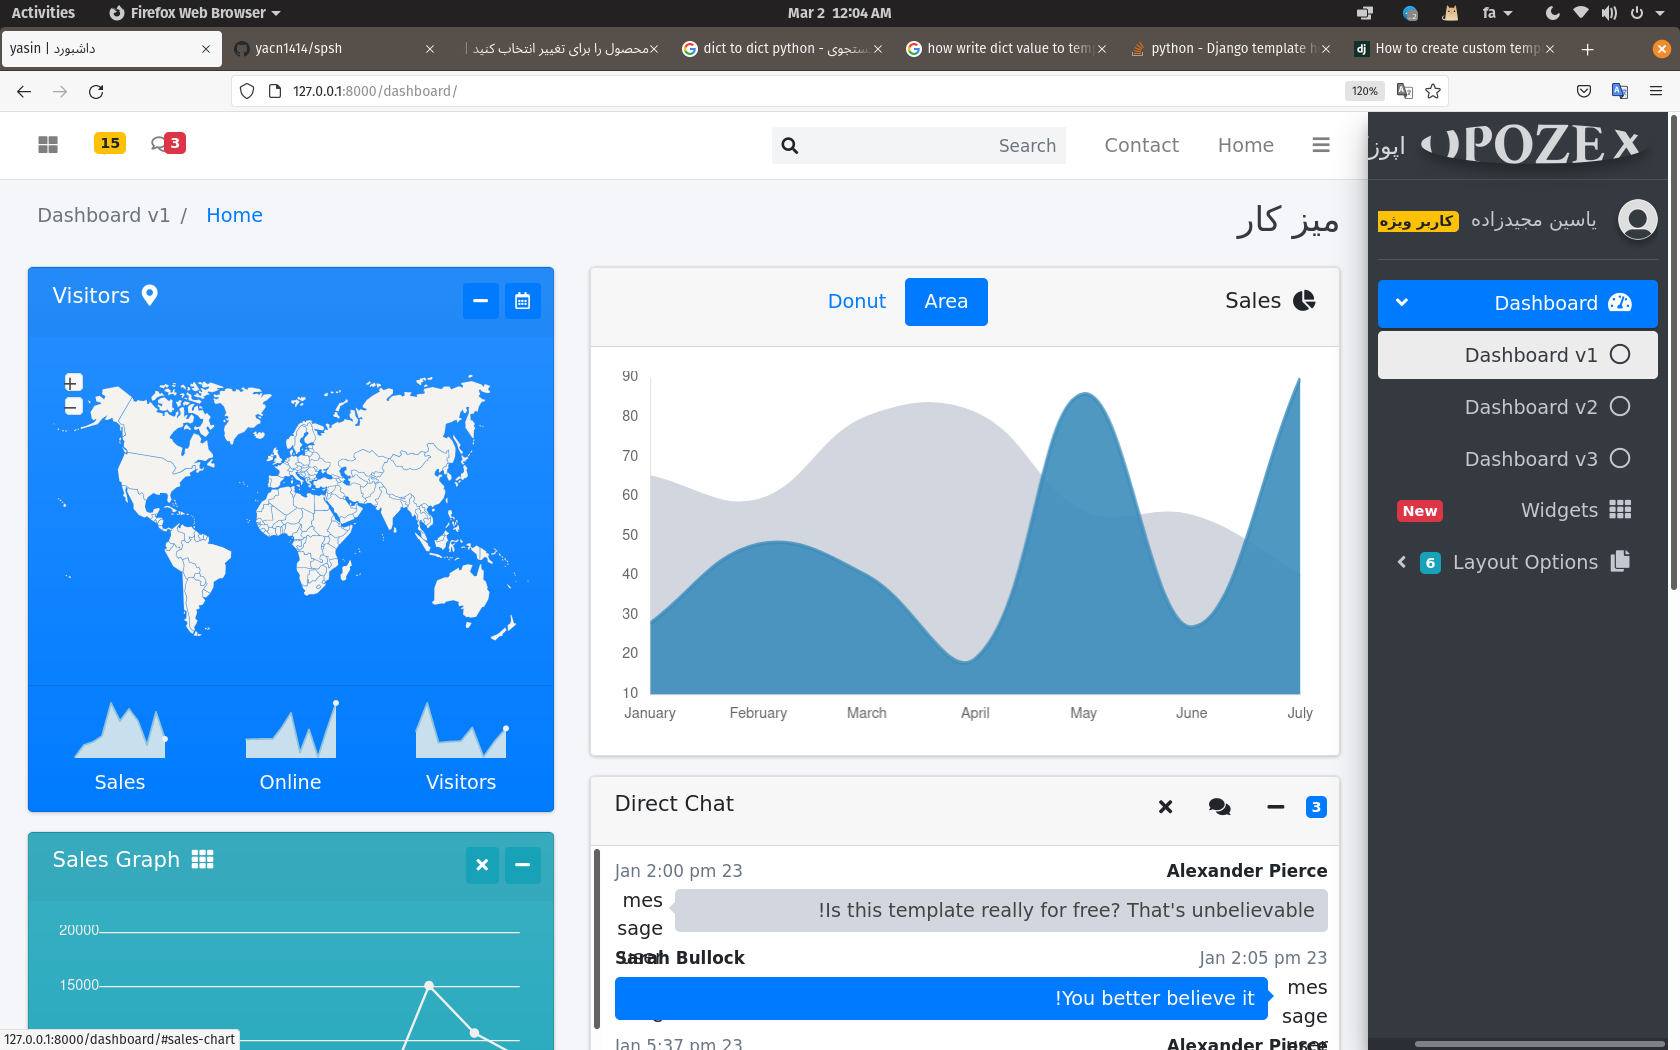 Activities
Firefox Web Browser
Mar 2 12:04 AM
fa
yasin | داشبورد
yacn1414/spsh
محصول را برای تغییر انتخاب کنید |
dict to dict python - جستجوی
how write dict value to temp
python - Django template h
How to create custom temp
127.0.0.1:8000/dashboard/
120%
15
3
Search
Contact
Home
اپوز
OPOZE X
Dashboard v1 / Home
میز کار
یاسین مجیدزاده
کاربر ویژه
Dashboard
Dashboard v1
Dashboard v2
Dashboard v3
Widgets
New
Layout Options
6
Visitors
+
−
Sales
Online
Visitors
Donut
Area
Sales
90
80
70
60
50
40
30
20
10
January
February
March
April
May
June
July
Direct Chat
3
Jan 2:00 pm 23
Alexander Pierce
mes
sage
!Is this template really for free? That's unbelievable
Sarah Bullock
Jan 2:05 pm 23
!You better believe it
mes
sage
Jan 5:37 pm 23
Alexander Pierce
Sales Graph
20000
15000
127.0.0.1:8000/dashboard/#sales-chart